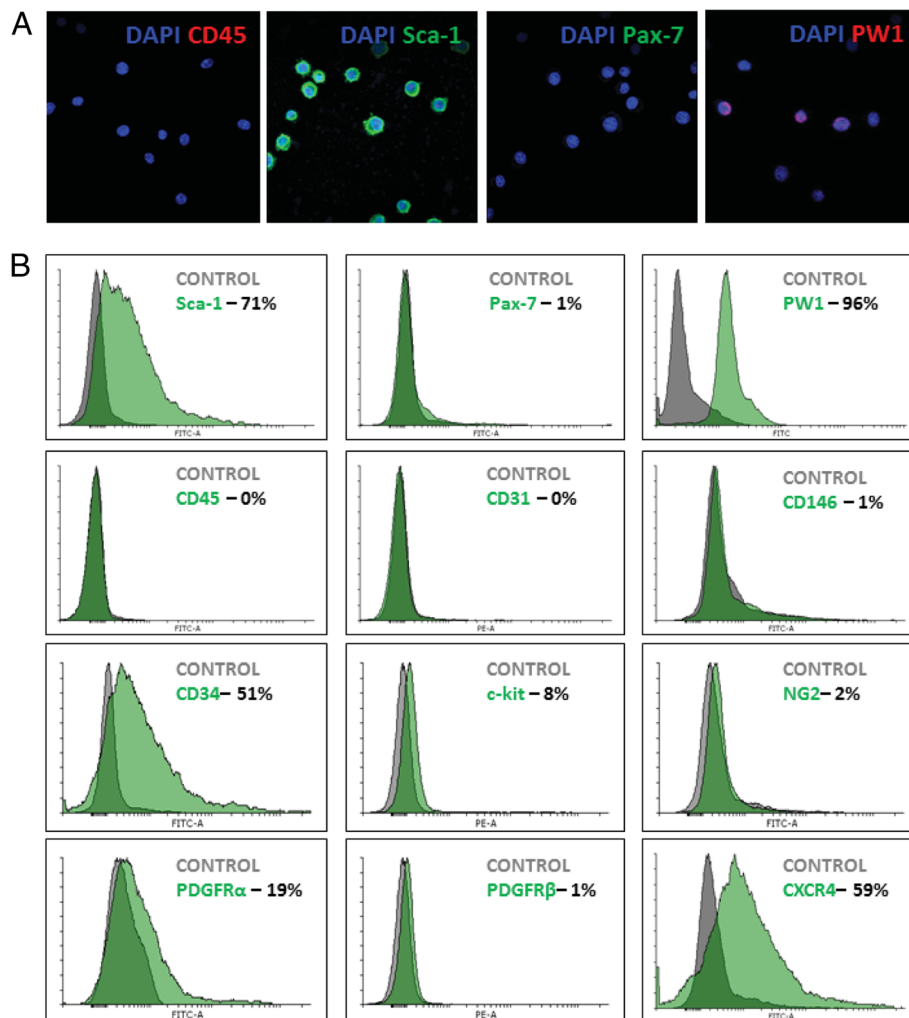 A
DAPI CD45
DAPI Sca-1
DAPI Pax-7
DAPI PW1
B
CONTROL
Sca-1 – 71%
FITC-A
CONTROL
Pax-7 – 1%
FITC-A
CONTROL
PW1 – 96%
FITC
CONTROL
CD45 – 0%
FITC-A
CONTROL
CD31 – 0%
PE-A
CONTROL
CD146 – 1%
FITC-A
CONTROL
CD34– 51%
FITC-A
CONTROL
c-kit – 8%
PE-A
CONTROL
NG2– 2%
FITC-A
CONTROL
PDGFRα – 19%
FITC-A
CONTROL
PDGFRβ– 1%
PE-A
CONTROL
CXCR4– 59%
FITC-A